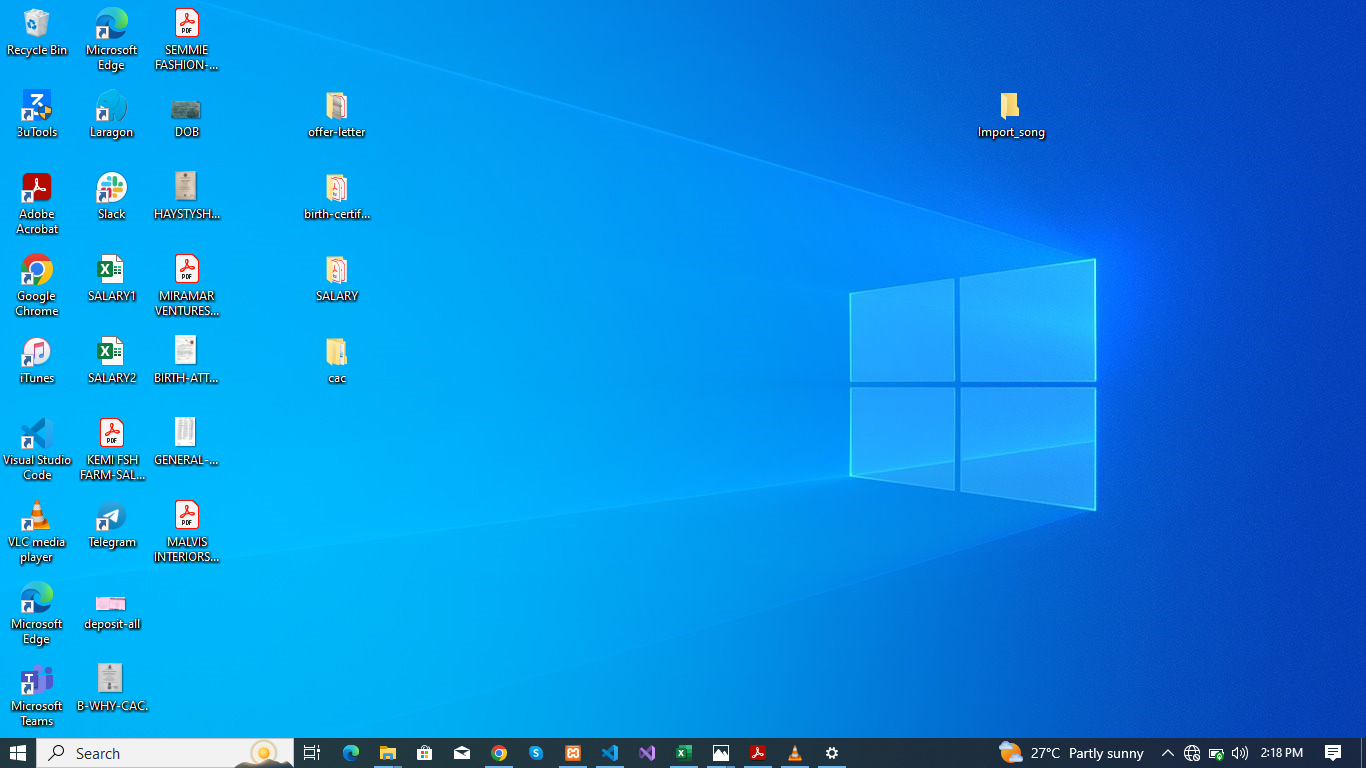 Recycle Bin
Microsoft
Edge
SEMMIE
FASHION-...
3uTools
Laragon
DOB
offer-letter
Import_song
Adobe
Acrobat
Slack
HAYSTYSH...
birth-certif...
Google
Chrome
SALARY1
MIRAMAR
VENTURES...
SALARY
iTunes
SALARY2
BIRTH-ATT...
cac
Visual Studio
Code
KEMI FSH
FARM-SAL...
GENERAL-...
VLC media
player
Telegram
MALVIS
INTERIORS...
Microsoft
Edge
deposit-all
Microsoft
Teams
B-WHY-CAC.
Search
27°C Partly sunny
2:18 PM